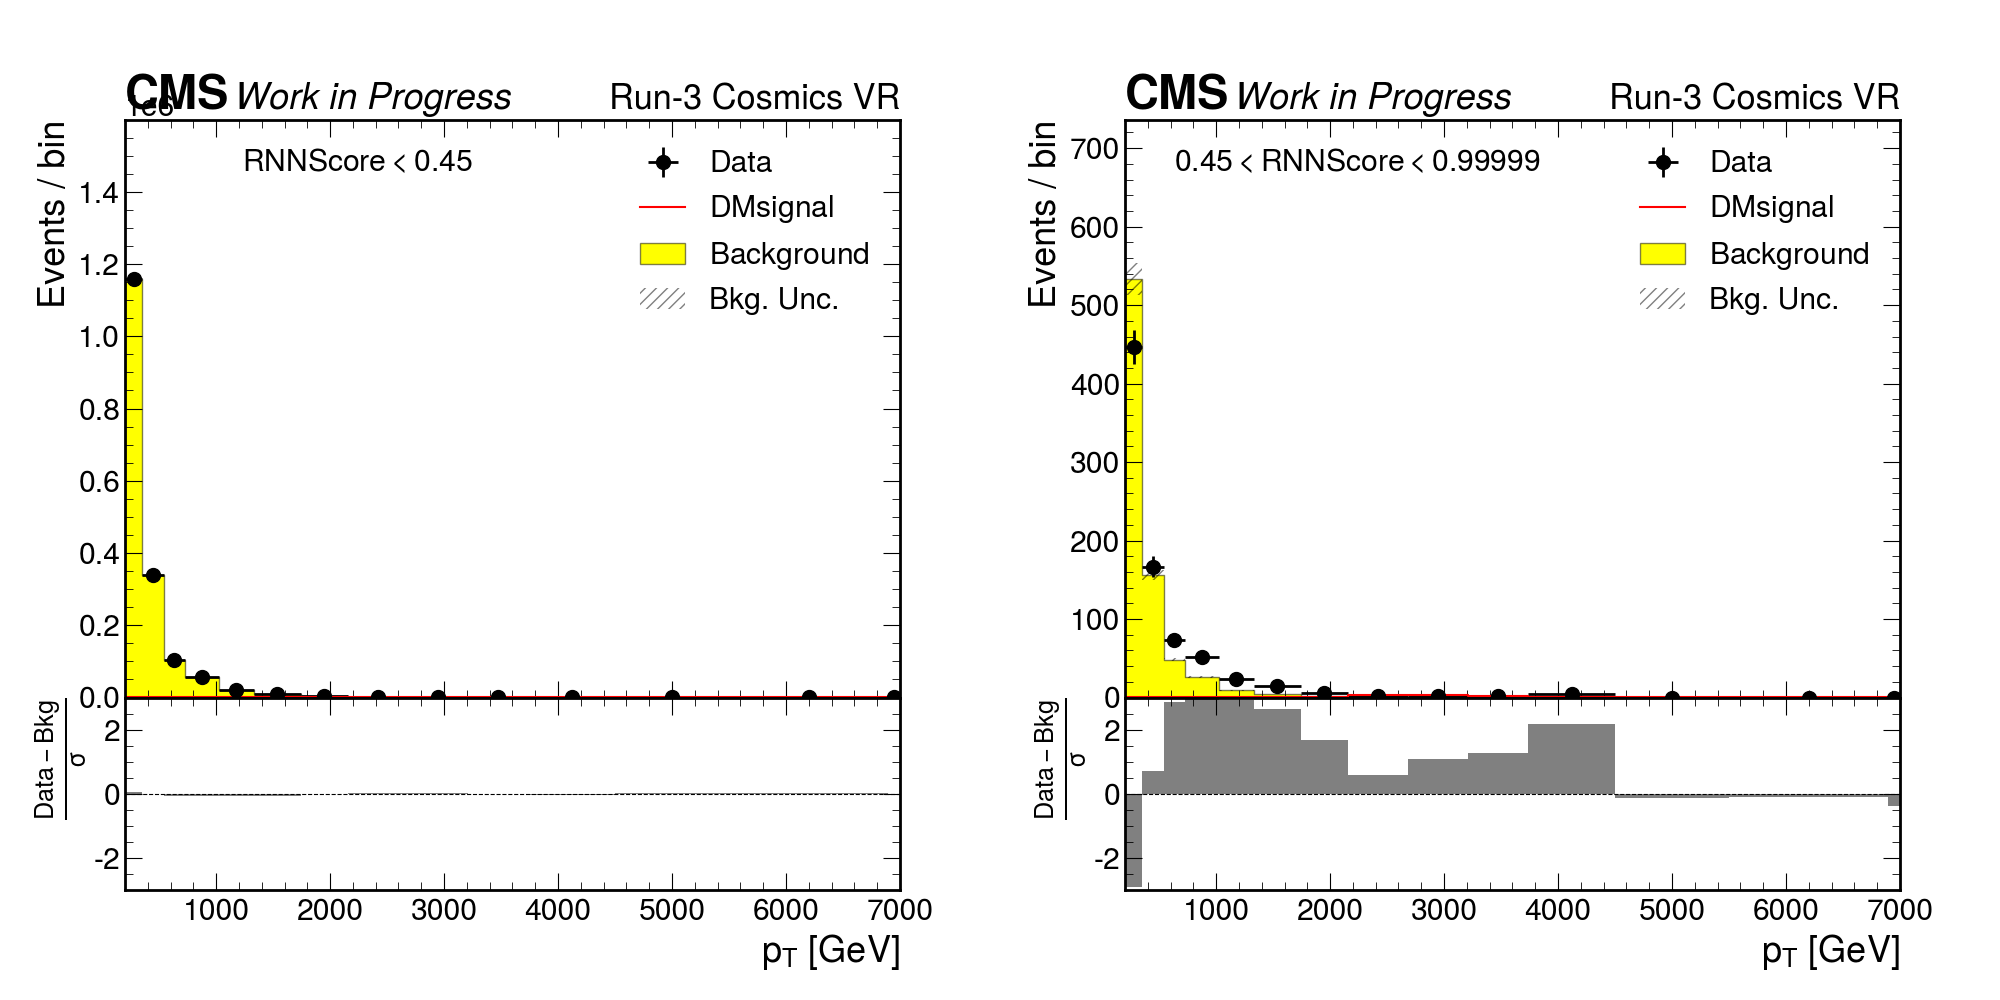 CMS Work in Progress Run-3 Cosmics VR
1e6
Events / bin
RNNScore < 0.45
Data
DMsignal
Background
Bkg. Unc.
1.4
1.2
1.0
0.8
0.6
0.4
0.2
0.0
Data – Bkg
σ
2
0
-2
1000 2000 3000 4000 5000 6000 7000
pT [GeV]
CMS Work in Progress Run-3 Cosmics VR
Events / bin
0.45 < RNNScore < 0.99999
Data
DMsignal
Background
Bkg. Unc.
700
600
500
400
300
200
100
0
Data – Bkg
σ
2
0
-2
1000 2000 3000 4000 5000 6000 7000
pT [GeV]